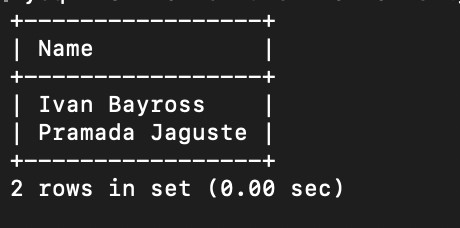 +-----------------+
| Name            |
+-----------------+
| Ivan Bayross    |
| Pramada Jaguste |
+-----------------+
2 rows in set (0.00 sec)